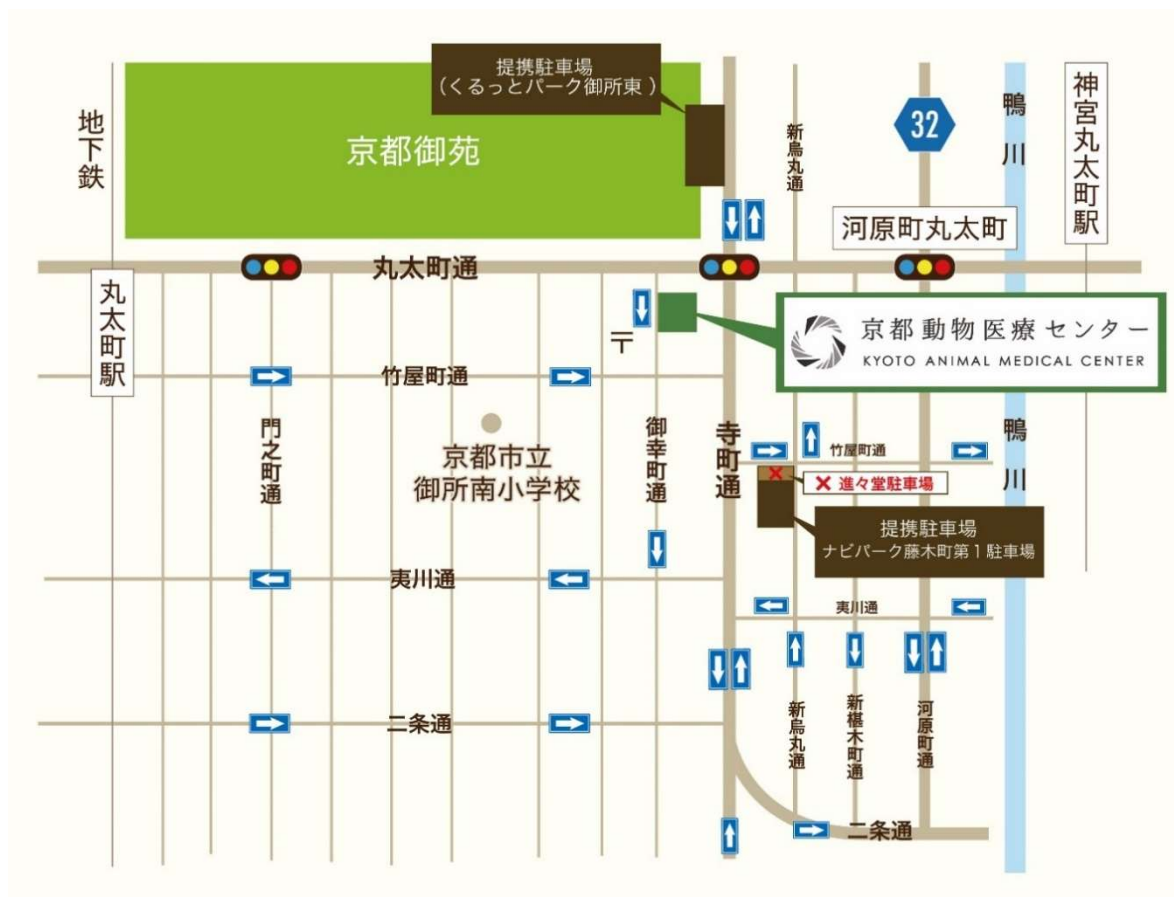 提携駐車場
(くるっとパーク御所東)
地下鉄
京都御苑
新烏丸通
32
鴨川
神宮丸太町駅
河原町丸太町
丸太町通
丸太町駅
〒
京都動物医療センター
KYOTO ANIMAL MEDICAL CENTER
竹屋町通
門之町通
京都市立
御所南小学校
御幸町通
寺町通
竹屋町通
鴨川
× 進々堂駐車場
提携駐車場
ナビパーク藤木町第1駐車場
夷川通
夷川通
二条通
新烏丸通
新椹木町通
河原町通
二条通